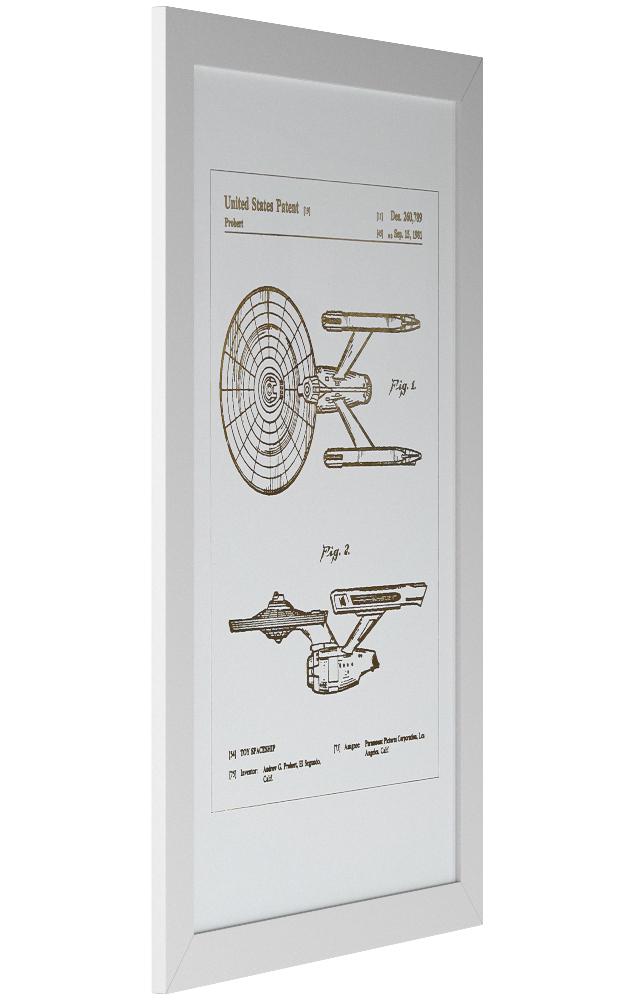 United States Patent [19]
[11] Des. 260,789
Probert
[45] ** Sep. 15, 1981
Fig. 1.
Fig. 2.
[54] TOY SPACESHIP
[75] Inventor: Andrew G. Probert, El Segundo,
Calif.
[73] Assignee: Paramount Pictures Corporation, Los
Angeles, Calif.